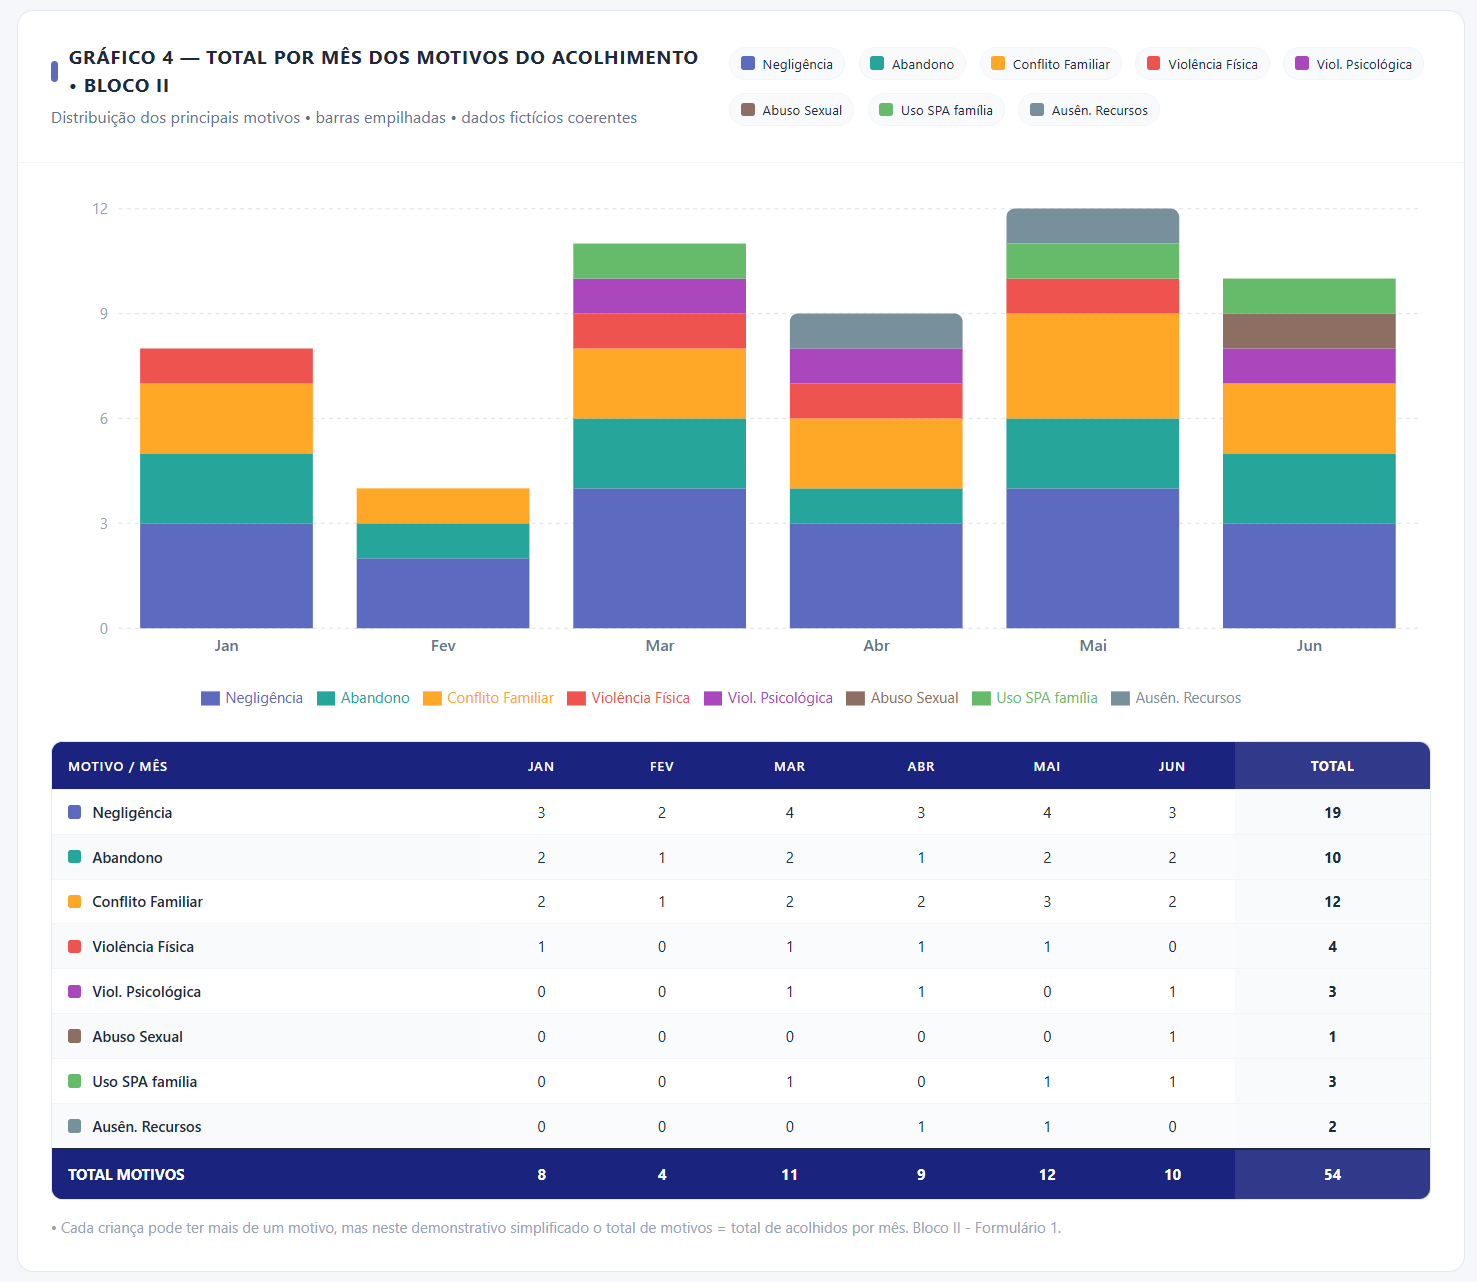 GRÁFICO 4 — TOTAL POR MÊS DOS MOTIVOS DO ACOLHIMENTO
• BLOCO II
Distribuição dos principais motivos • barras empilhadas • dados fictícios coerentes
Negligência Abandono Conflito Familiar Violência Física Viol. Psicológica
Abuso Sexual Uso SPA família Ausên. Recursos
12
9
6
3
0
Jan Fev Mar Abr Mai Jun
Negligência Abandono Conflito Familiar Violência Física Viol. Psicológica Abuso Sexual Uso SPA família Ausên. Recursos
MOTIVO / MÊS JAN FEV MAR ABR MAI JUN TOTAL
Negligência 3 2 4 3 4 3 19
Abandono 2 1 2 1 2 2 10
Conflito Familiar 2 1 2 2 3 2 12
Violência Física 1 0 1 1 1 0 4
Viol. Psicológica 0 0 1 1 0 1 3
Abuso Sexual 0 0 0 0 0 1 1
Uso SPA família 0 0 1 0 1 1 3
Ausên. Recursos 0 0 0 1 1 0 2
TOTAL MOTIVOS 8 4 11 9 12 10 54
• Cada criança pode ter mais de um motivo, mas neste demonstrativo simplificado o total de motivos = total de acolhidos por mês. Bloco II - Formulário 1.